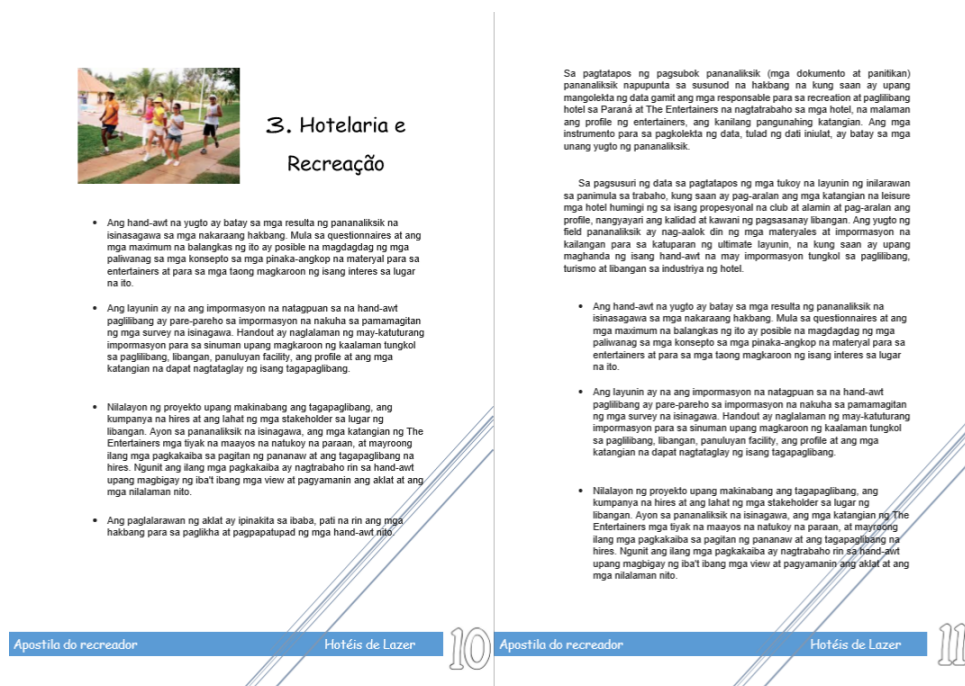 3. Hotelaria e
Recreação
• Ang hand-awt na yugto ay batay sa mga resulta ng pananaliksik na
isinasagawa sa mga nakaraang hakbang. Mula sa questionnaires at ang
mga maximum na balangkas ng ito ay posible na magdagdag ng mga
paliwanag sa mga konsepto sa mga pinaka-angkop na materyal para sa
entertainers at para sa mga taong magkaroon ng isang interes sa lugar
na ito.
• Ang layunin ay na ang impormasyon na natagpuan sa na hand-awt
paglilibang ay pare-pareho sa impormasyon na nakuha sa pamamagitan
ng mga survey na isinagawa. Handout ay naglalaman ng may-katuturang
impormasyon para sa sinuman upang magkaroon ng kaalaman tungkol
sa paglilibang, libangan, panuluyan facility, ang profile at ang mga
katangian na dapat nagtataglay ng isang tagapaglibang.
• Nilalayon ng proyekto upang makinabang ang tagapaglibang, ang
kumpanya na hires at ang lahat ng mga stakeholder sa lugar ng
libangan. Ayon sa pananaliksik na isinagawa, ang mga katangian ng The
Entertainers mga tiyak na maayos na natukoy na paraan, at mayroong
ilang mga pagkakaiba sa pagitan ng pananaw at ang tagapaglibang na
hires. Ngunit ang ilang mga pagkakaiba ay nagtrabaho rin sa hand-awt
upang magbigay ng iba't ibang mga view at pagyamanin ang aklat at ang
mga nilalaman nito.
• Ang paglalarawan ng aklat ay ipinakita sa ibaba, pati na rin ang mga
hakbang para sa paglikha at pagpapatupad ng mga hand-awt nito.
Apostila do recreador Hotéis de Lazer 10
Sa pagtatapos ng pagsubok pananaliksik (mga dokumento at panitikan)
pananaliksik napupunta sa susunod na hakbang na kung saan ay upang
mangolekta ng data gamit ang mga responsable para sa recreation at paglilibang
hotel sa Paraná at The Entertainers na nagtatrabaho sa mga hotel, na malaman
ang profile ng entertainers, ang kanilang pangunahing katangian. Ang mga
instrumento para sa pagkolekta ng data, tulad ng dati iniulat, ay batay sa mga
unang yugto ng pananaliksik.
Sa pagsusuri ng data sa pagtatapos ng mga tukoy na layunin ng inilarawan
sa panimula sa trabaho, kung saan ay pag-aralan ang mga katangian na leisure
mga hotel humingi ng sa isang propesyonal na club at alamin at pag-aralan ang
profile, nangyayari ang kalidad at kawani ng pagsasanay libangan. Ang yugto ng
field pananaliksik ay nag-aalok din ng mga materyales at impormasyon na
kailangan para sa katuparan ng ultimate layunin, na kung saan ay upang
maghanda ng isang hand-awt na may impormasyon tungkol sa paglilibang,
turismo at libangan sa industriya ng hotel.
• Ang hand-awt na yugto ay batay sa mga resulta ng pananaliksik na
isinasagawa sa mga nakaraang hakbang. Mula sa questionnaires at ang
mga maximum na balangkas ng ito ay posible na magdagdag ng mga
paliwanag sa mga konsepto sa mga pinaka-angkop na materyal para sa
entertainers at para sa mga taong magkaroon ng isang interes sa lugar
na ito.
• Ang layunin ay na ang impormasyon na natagpuan sa na hand-awt
paglilibang ay pare-pareho sa impormasyon na nakuha sa pamamagitan
ng mga survey na isinagawa. Handout ay naglalaman ng may-katuturang
impormasyon para sa sinuman upang magkaroon ng kaalaman tungkol
sa paglilibang, libangan, panuluyan facility, ang profile at ang mga
katangian na dapat nagtataglay ng isang tagapaglibang.
• Nilalayon ng proyekto upang makinabang ang tagapaglibang, ang
kumpanya na hires at ang lahat ng mga stakeholder sa lugar ng
libangan. Ayon sa pananaliksik na isinagawa, ang mga katangian ng The
Entertainers mga tiyak na maayos na natukoy na paraan, at mayroong
ilang mga pagkakaiba sa pagitan ng pananaw at ang tagapaglibang na
hires. Ngunit ang ilang mga pagkakaiba ay nagtrabaho rin sa hand-awt
upang magbigay ng iba't ibang mga view at pagyamanin ang aklat at ang
mga nilalaman nito.
Apostila do recreador Hotéis de Lazer 11